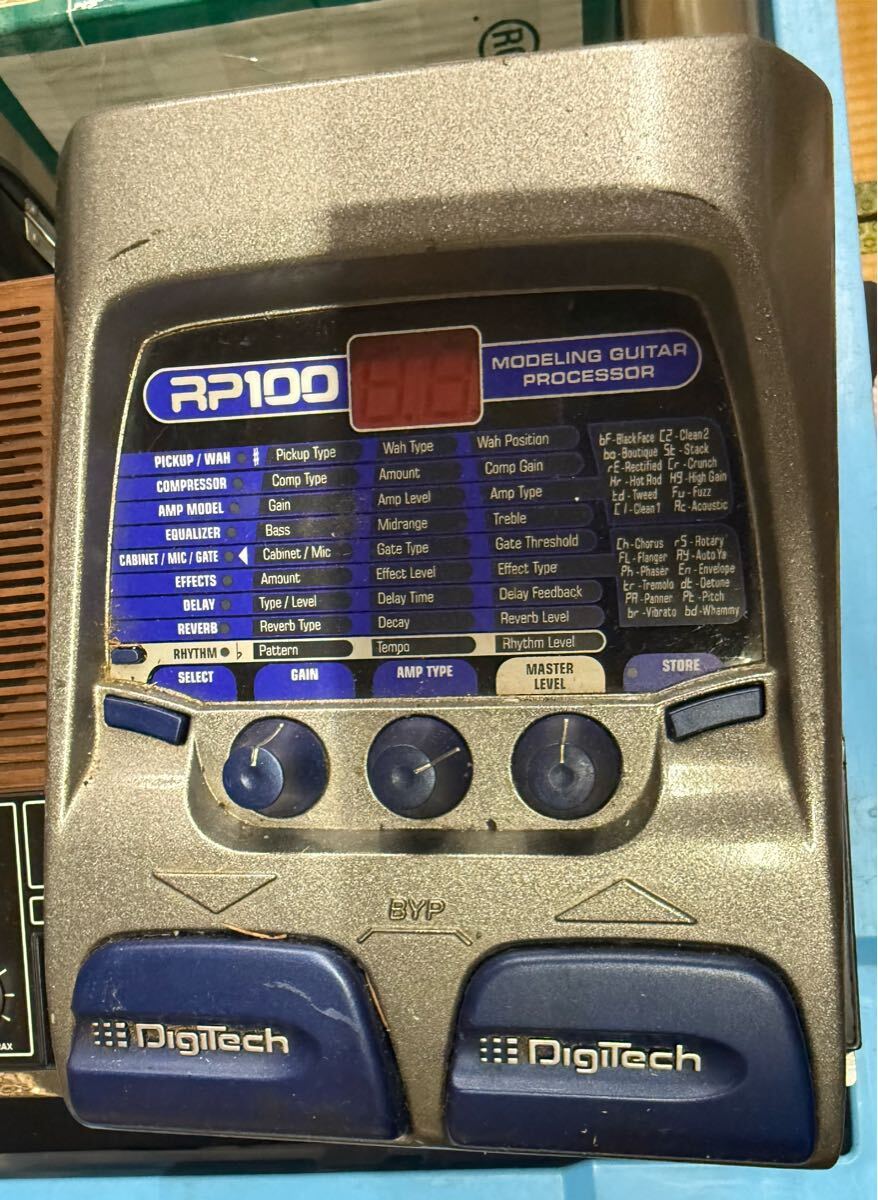 RP100
MODELING GUITAR
PROCESSOR
PICKUP / WAH # Pickup Type Wah Type Wah Position
COMPRESSOR Comp Type Amount Comp Gain
AMP MODEL Gain Amp Level Amp Type
EQUALIZER Bass Midrange Treble
CABINET / MIC / GATE Cabinet / Mic Gate Type Gate Threshold
EFFECTS Amount Effect Level Effect Type
DELAY Type / Level Delay Time Delay Feedback
REVERB Reverb Type Decay Reverb Level
RHYTHM ♭ Pattern Tempo Rhythm Level
bF-BlackFace C2-Clean2
bo-Boutique St-Stack
rE-Rectified Cr-Crunch
Hr-Hot Rod Hg-High Gain
td-Tweed Fu-Fuzz
C1-Clean1 Ac-Acoustic
Ch-Chorus rS-Rotary
FL-Flanger AY-AutoYa
Ph-Phaser En-Envelope
tr-Tremolo dt-Detune
PA-Panner Pt-Pitch
br-Vibrato bd-Whammy
SELECT GAIN AMP TYPE MASTER
LEVEL
STORE
BYP
DigiTech DigiTech